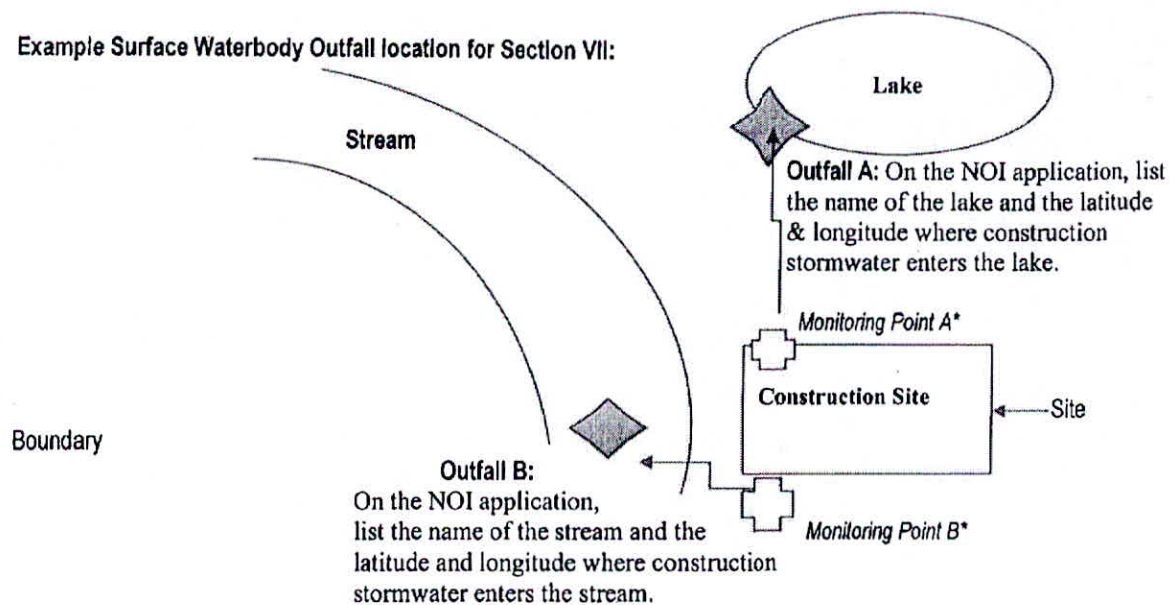 Example Surface Waterbody Outfall location for Section VII:
Lake
Stream
Outfall A: On the NOI application, list
the name of the lake and the latitude
& longitude where construction
stormwater enters the lake.
Monitoring Point A*
Construction Site
Site
Boundary
Outfall B:
On the NOI application,
list the name of the stream and the
latitude and longitude where construction
stormwater enters the stream.
Monitoring Point B*